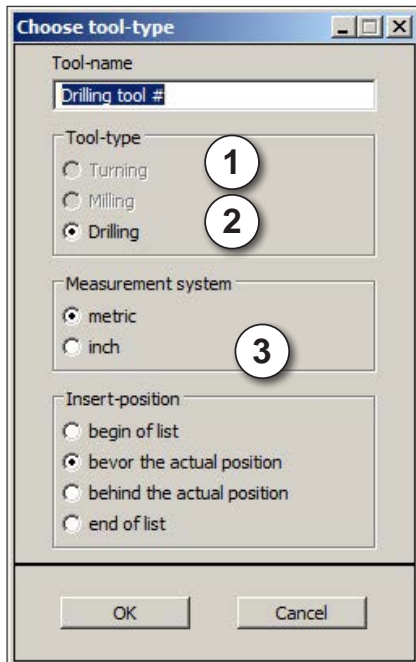 Choose tool-type
Tool-name
Drilling tool #
Tool-type
Turning
1
Milling
2
Drilling
Measurement system
metric
inch
3
Insert-position
begin of list
bevor the actual position
behind the actual position
end of list
OK Cancel